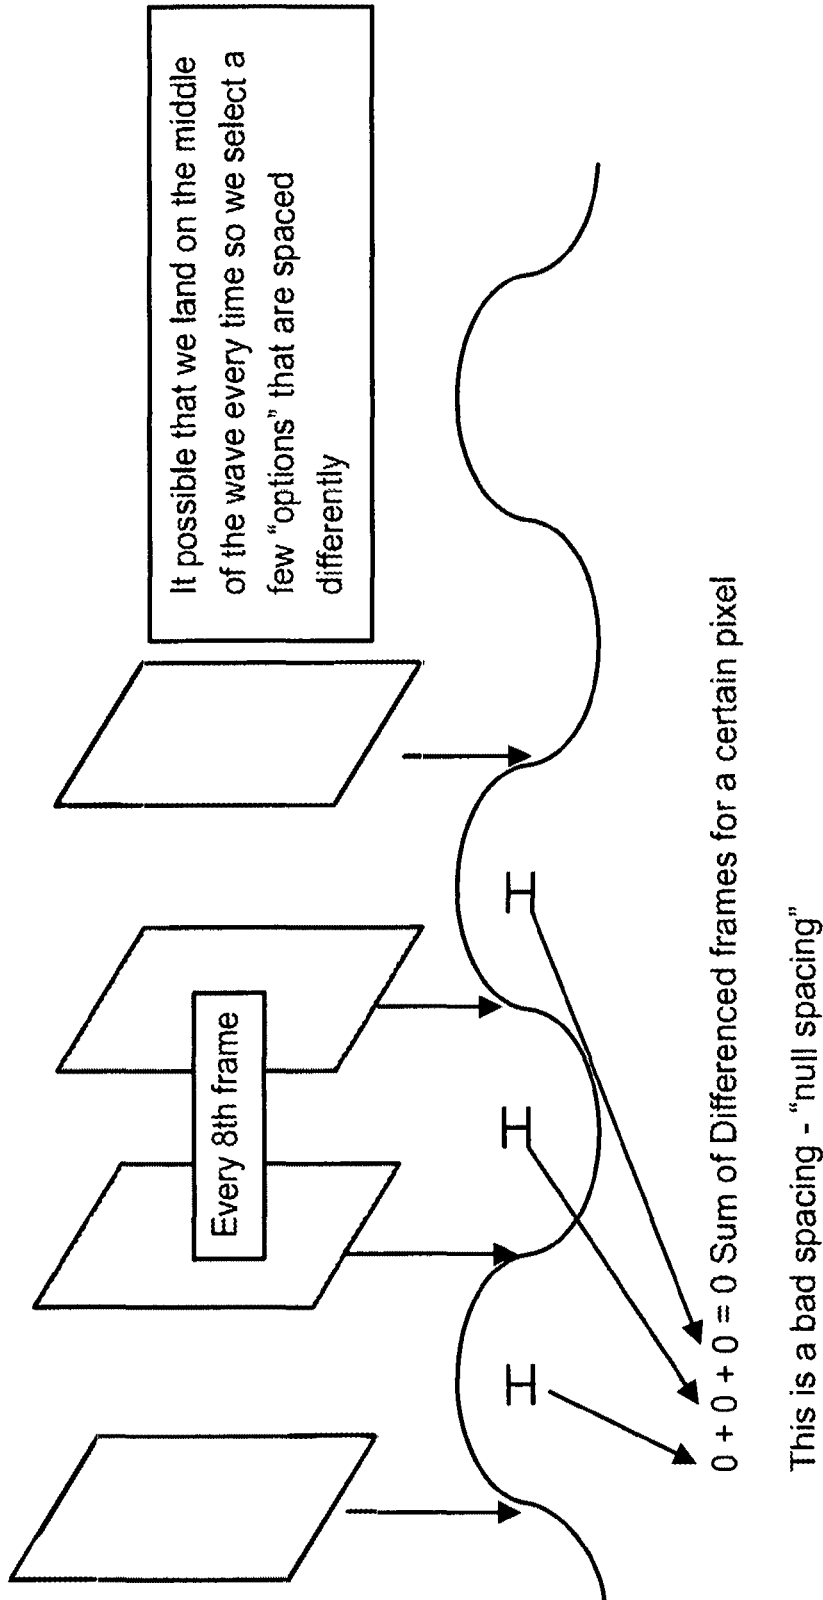 It possible that we land on the middle
of the wave every time so we select a
few “options” that are spaced
differently
Every 8th frame
H
H
H
0 + 0 + 0 = 0 Sum of Differenced frames for a certain pixel
This is a bad spacing - “null spacing”